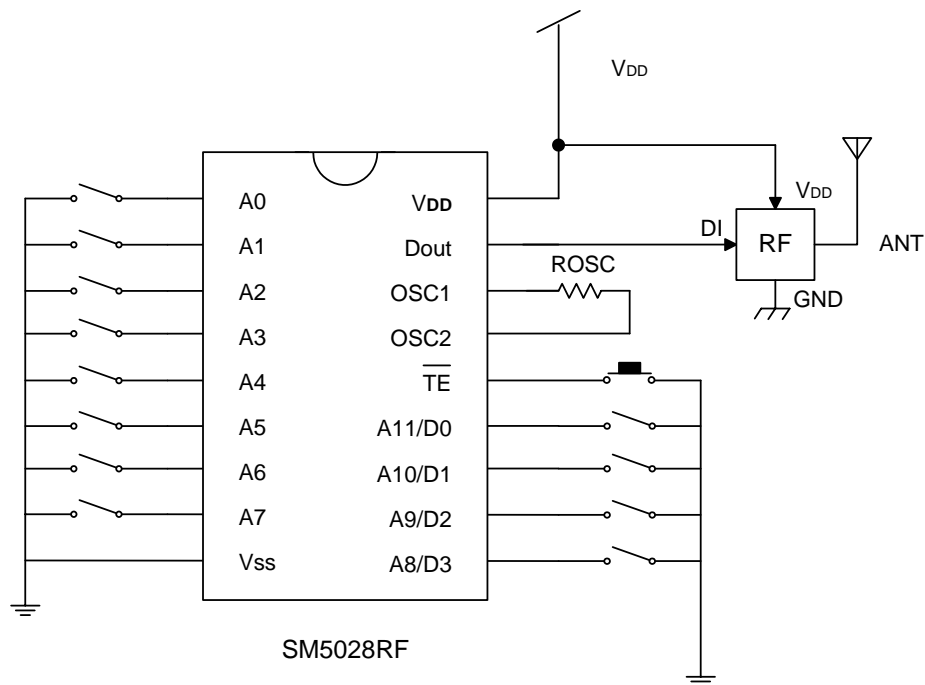 VDD
A0
A1
A2
A3
A4
A5
A6
A7
Vss
VDD
Dout
OSC1
OSC2
TE
A11/D0
A10/D1
A9/D2
A8/D3
ROSC
DI
VDD
RF
GND
ANT
SM5028RF